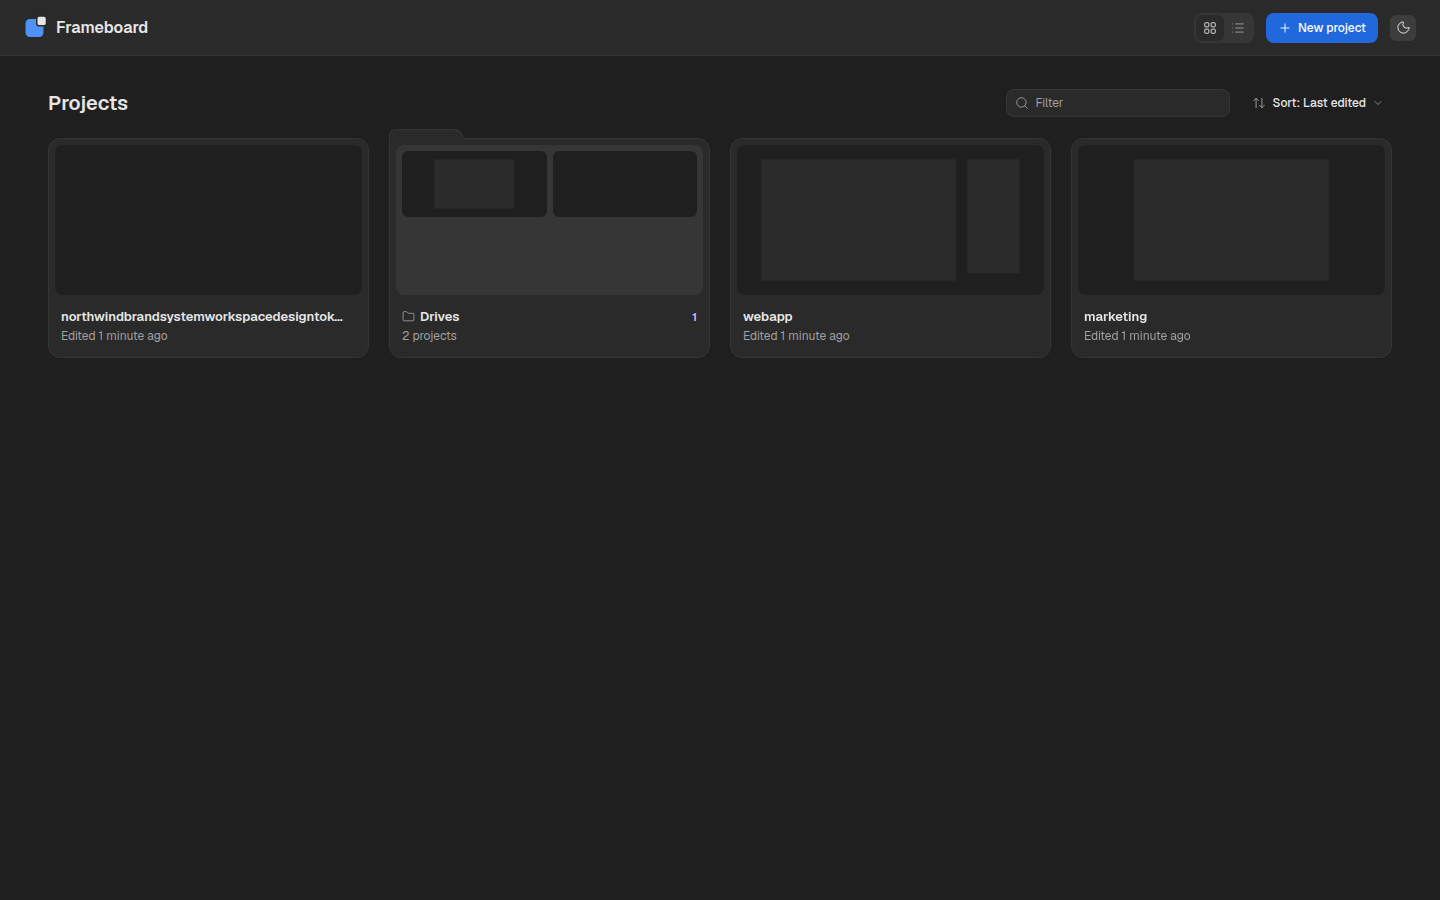 Frameboard
New project
Projects
Filter
Sort: Last edited
northwindbrandsystemworkspacedesigntok...
Edited 1 minute ago
Drives
1
2 projects
webapp
Edited 1 minute ago
marketing
Edited 1 minute ago